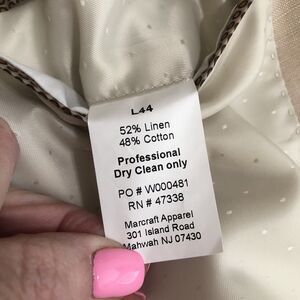 L44
52% Linen
48% Cotton
Professional
Dry Clean only
PO # W000481
RN # 47338
Marcraft Apparel
301 Island Road
Mahwah NJ 07430